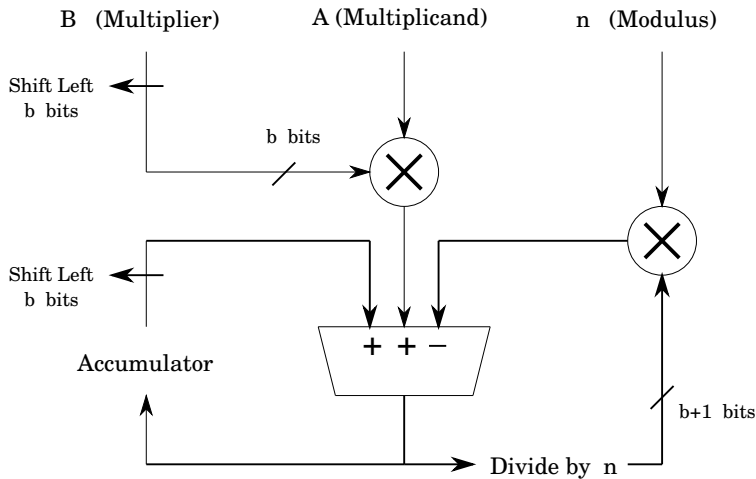 B (Multiplier)
A (Multiplicand)
n (Modulus)
Shift Left
b bits
b bits
Shift Left
b bits
+ + −
Accumulator
b+1 bits
Divide by n